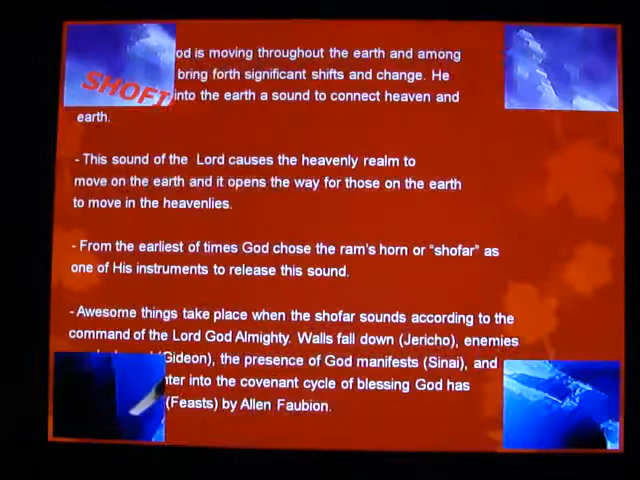 SHOFT
od is moving throughout the earth and among
bring forth significant shifts and change. He
into the earth a sound to connect heaven and
earth.
- This sound of the Lord causes the heavenly realm to
move on the earth and it opens the way for those on the earth
to move in the heavenlies.
- From the earliest of times God chose the ram's horn or "shofar" as
one of His instruments to release this sound.
- Awesome things take place when the shofar sounds according to the
command of the Lord God Almighty. Walls fall down (Jericho), enemies
(Gideon), the presence of God manifests (Sinai), and
ter into the covenant cycle of blessing God has
(Feasts) by Allen Faubion.